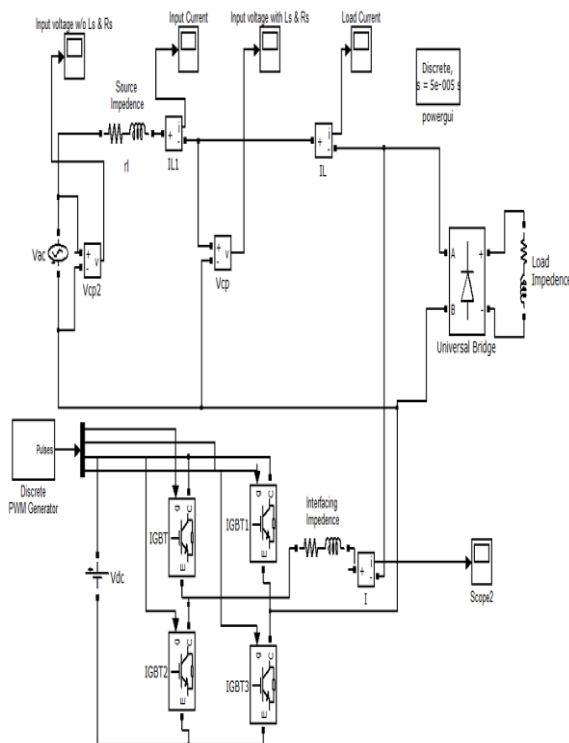 Input voltage w/o Ls & Rs
Input Current
Input voltage with Ls & Rs
Load Current
Discrete,
s = 5e-005 s
powergui
Source
Impedence
rl
+
-
i
IL1
+
-
i
IL
Vac
+
-
v
Vcp2
+
-
v
Vcp
A
B
+
-
Universal Bridge
Load
Impedence
Pulses
Discrete
PWM Generator
Vdc
g
C
E
IGBT
g
C
E
IGBT1
Interfacing
Impedence
+
-
i
I
Scope2
g
C
E
IGBT2
g
C
E
IGBT3